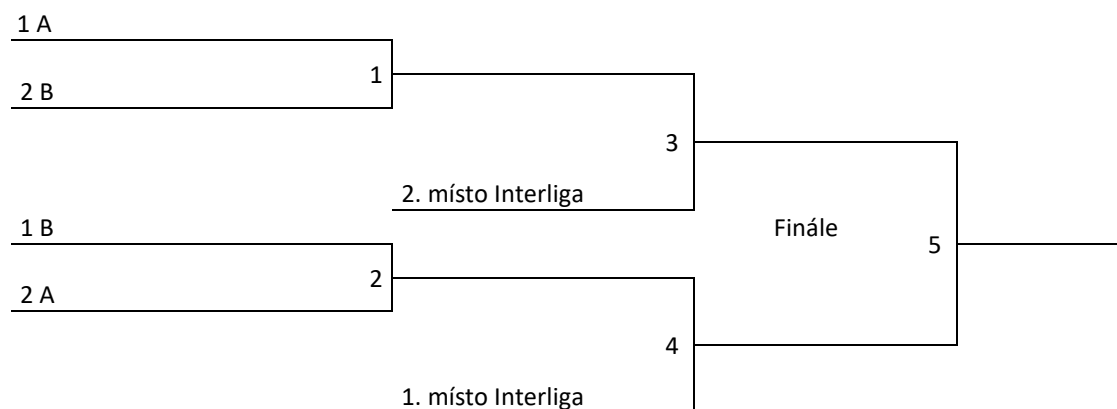 1 A
1
2 B
3
2. místo Interliga
1 B
Finále
5
2
2 A
4
1. místo Interliga